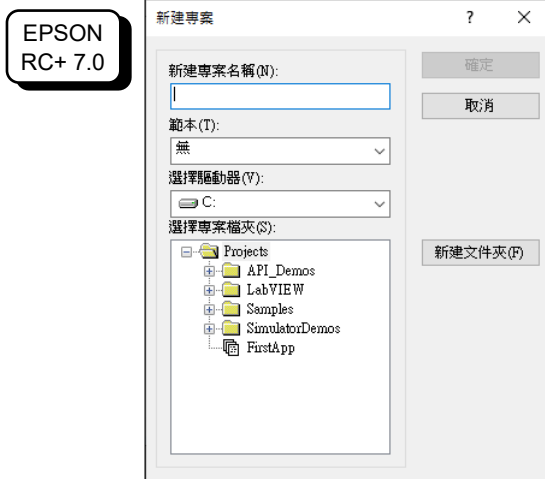 EPSON
RC+ 7.0
新建專案
?
新建專案名稱(N):
確定
取消
範本(T):
無
選擇驅動器(V):
C:
選擇專案檔夾(S):
新建文件夾(F)
Projects
API_Demos
LabVIEW
Samples
SimulatorDemos
FirstApp